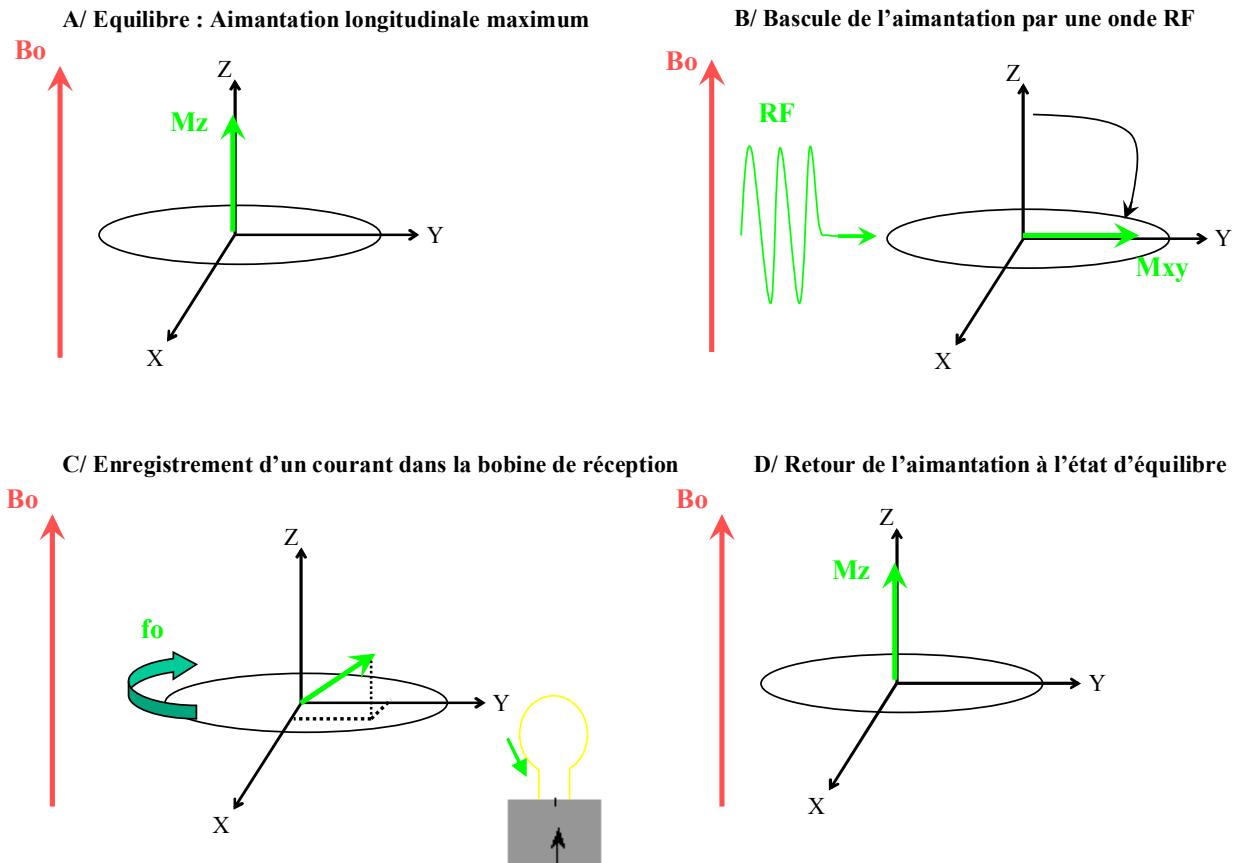 A/ Equilibre : Aimantation longitudinale maximum
Bo
Z
Mz
Y
X
B/ Bascule de l’aimantation par une onde RF
Bo
Z
RF
Y
Mxy
X
C/ Enregistrement d’un courant dans la bobine de réception
Bo
Z
fo
Y
X
D/ Retour de l’aimantation à l’état d’équilibre
Bo
Z
Mz
Y
X